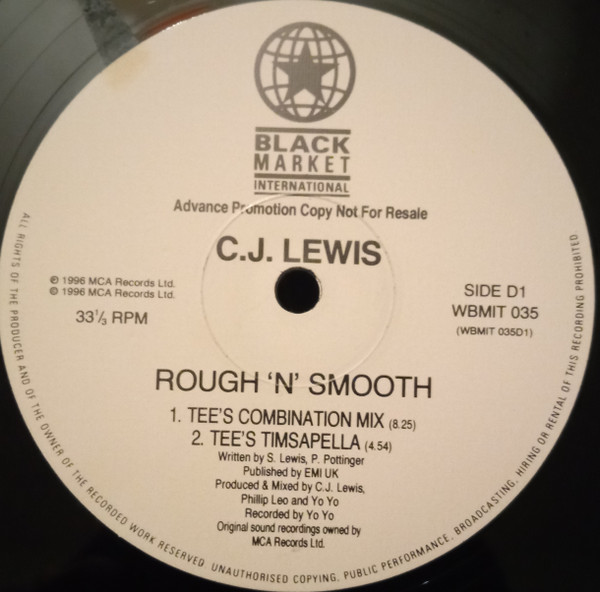 BLACK
MARKET
INTERNATIONAL
Advance Promotion Copy Not For Resale
C.J. LEWIS
℗ 1996 MCA Records Ltd.
© 1996 MCA Records Ltd.
33⅓ RPM
SIDE D1
WBMIT 035
(WBMIT 035D1)
ROUGH 'N' SMOOTH
1. TEE'S COMBINATION MIX (8.25)
2. TEE'S TIMSAPELLA (4.54)
Written by S. Lewis, P. Pottinger
Published by EMI UK
Produced & Mixed by C.J. Lewis,
Phillip Leo and Yo Yo
Recorded by Yo Yo
Original sound recordings owned by
MCA Records Ltd.
ALL RIGHTS OF THE PRODUCER AND OF THE OWNER OF THE RECORDED WORK RESERVED. UNAUTHORISED COPYING, PUBLIC PERFORMANCE, BROADCASTING, HIRING OR RENTAL OF THIS RECORDING PROHIBITED